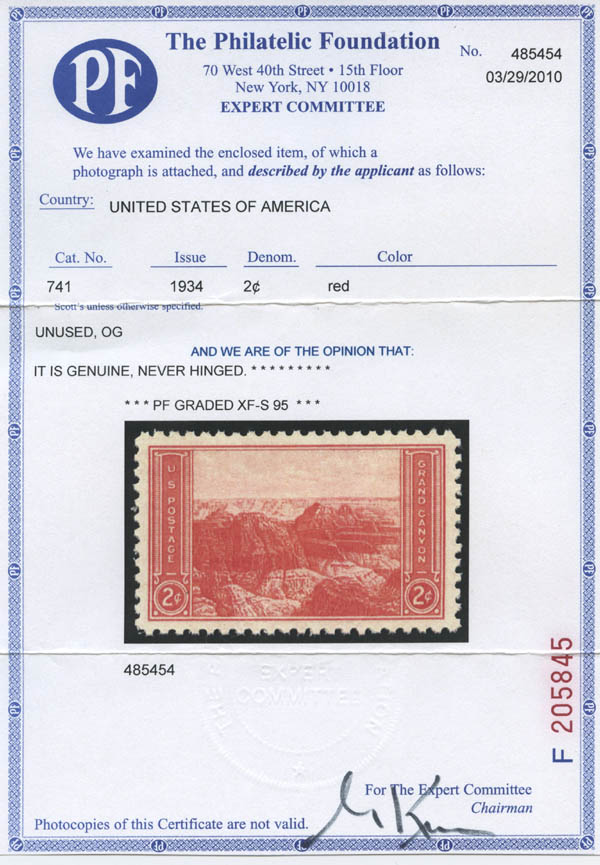 PF
The Philatelic Foundation
70 West 40th Street • 15th Floor
New York, NY 10018
EXPERT COMMITTEE
No. 485454
03/29/2010
We have examined the enclosed item, of which a
photograph is attached, and described by the applicant as follows:
Country: UNITED STATES OF AMERICA
Cat. No. Issue Denom. Color
741 1934 2¢ red
Scott's unless otherwise specified.
UNUSED, OG
AND WE ARE OF THE OPINION THAT:
IT IS GENUINE, NEVER HINGED. * * * * * * * * *
* * * PF GRADED XF-S 95 * * *
U S POSTAGE
GRAND CANYON
2¢
2¢
485454
EXPERT
COMMITTEE
F 205845
For The Expert Committee
Chairman
Photocopies of this Certificate are not valid.